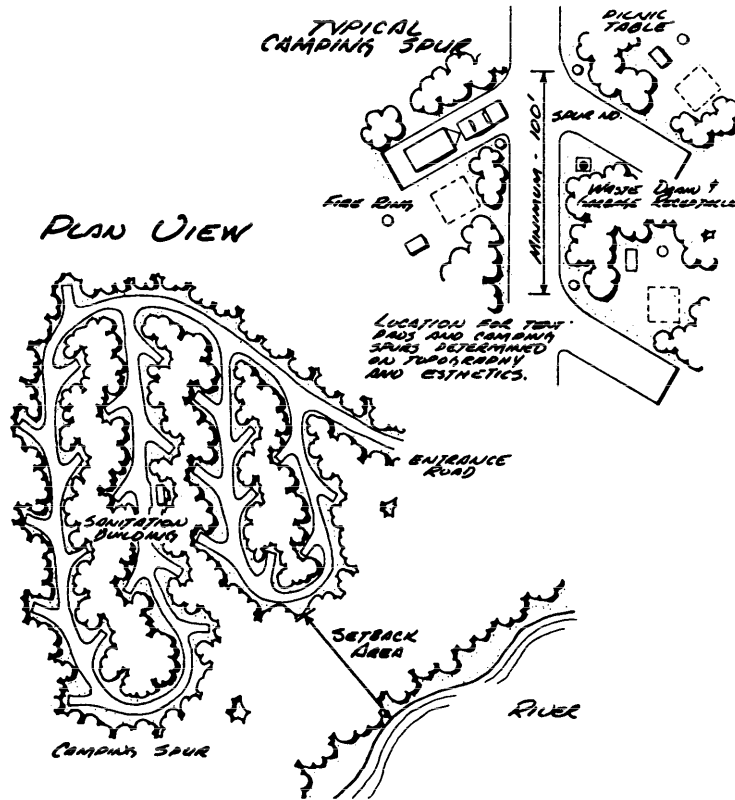 TYPICAL
CAMPING SPUR
PICNIC
TABLE
SPUR NO.
MINIMUM - 100'
WASTE DRAIN &
GARBAGE RECEPTACLE
FIRE RING
PLAN VIEW
LOCATION FOR TENT
PADS AND CAMPING
SPURS DETERMINED
ON TOPOGRAPHY
AND ESTHETICS.
ENTRANCE
ROAD
SANITATION
BUILDING
SETBACK
AREA
RIVER
CAMPING SPUR